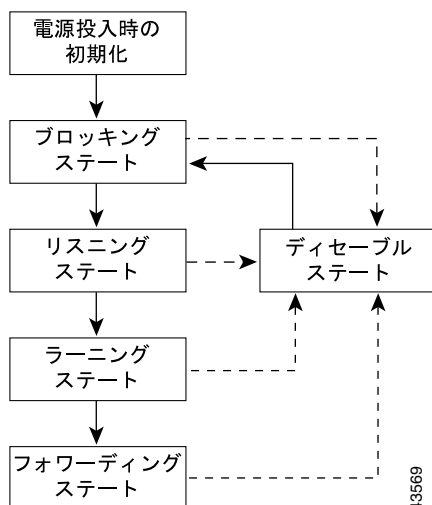 電源投入時の
初期化
ブロッキング
ステート
リスニング
ステート
ディセーブル
ステート
ラーニング
ステート
フォワーディング
ステート
43569